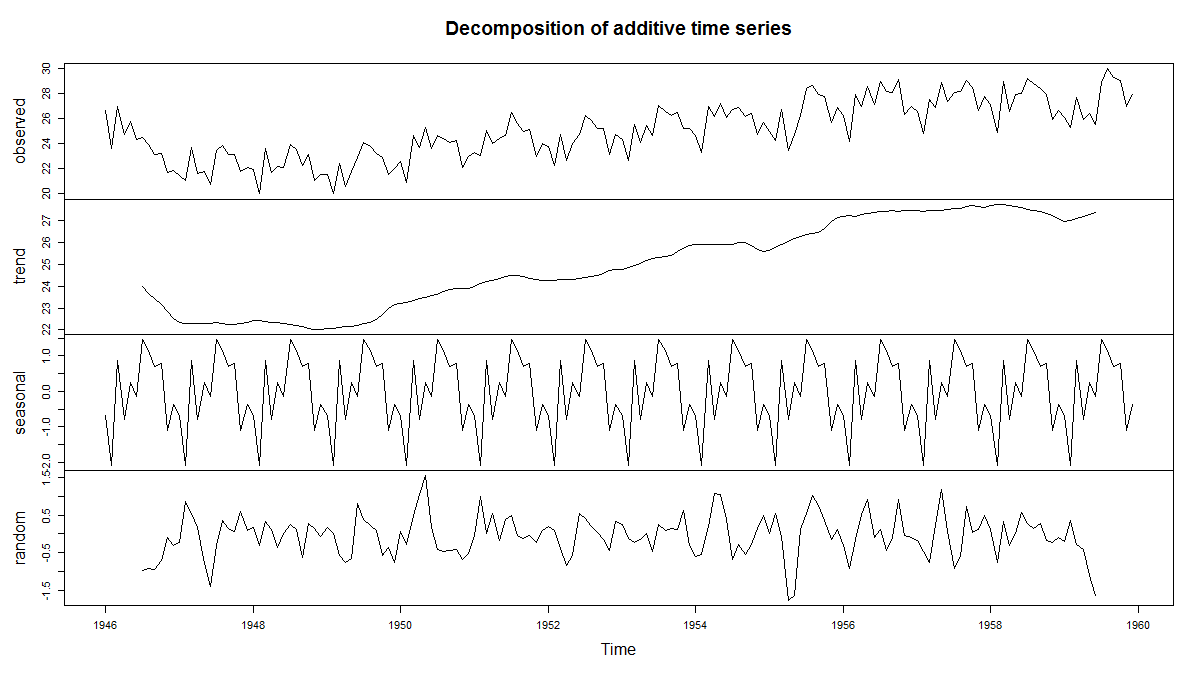 Decomposition of additive time series
observed
20 22 24 26 28 30
trend
22 23 24 25 26 27
seasonal
-2.0 -1.0 0.0 1.0
random
-1.5 -0.5 0.5 1.5
1946 1948 1950 1952 1954 1956 1958 1960
Time